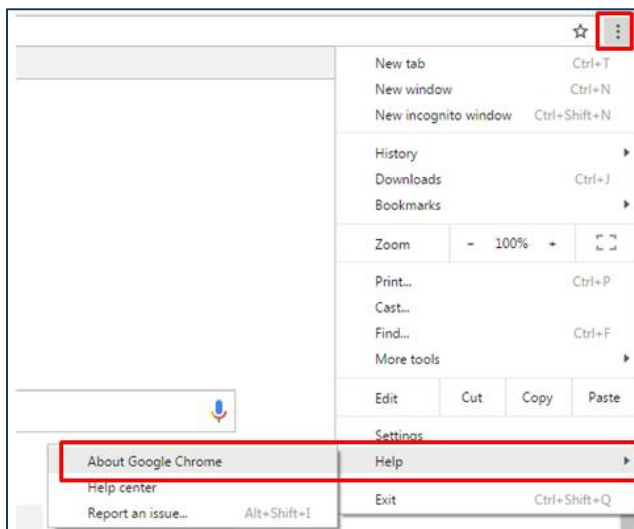 New tab Ctrl+T
New window Ctrl+N
New incognito window Ctrl+Shift+N
History
Downloads Ctrl+J
Bookmarks
Zoom - 100% +
Print... Ctrl+P
Cast...
Find... Ctrl+F
More tools
Edit Cut Copy Paste
Settings
Help
Exit Ctrl+Shift+Q
About Google Chrome
Help center
Report an issue... Alt+Shift+I